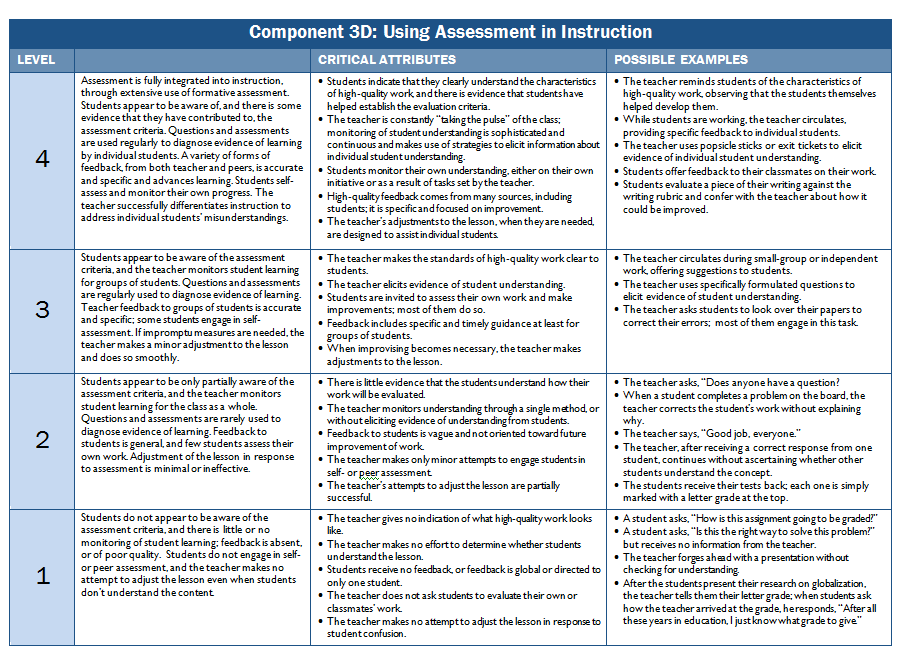 Component 3D: Using Assessment in Instruction
LEVEL
CRITICAL ATTRIBUTES
POSSIBLE EXAMPLES
4
Assessment is fully integrated into instruction,
through extensive use of formative assessment.
Students appear to be aware of, and there is some
evidence that they have contributed to, the
assessment criteria. Questions and assessments
are used regularly to diagnose evidence of learning
by individual students. A variety of forms of
feedback, from both teacher and peers, is accurate
and specific and advances learning. Students self-
assess and monitor their own progress. The
teacher successfully differentiates instruction to
address individual students' misunderstandings.
• Students indicate that they clearly understand the characteristics
of high-quality work, and there is evidence that students have
helped establish the evaluation criteria.
• The teacher is constantly "taking the pulse" of the class;
monitoring of student understanding is sophisticated and
continuous and makes use of strategies to elicit information about
individual student understanding.
• Students monitor their own understanding, either on their own
initiative or as a result of tasks set by the teacher.
• High-quality feedback comes from many sources, including
students; it is specific and focused on improvement.
• The teacher's adjustments to the lesson, when they are needed,
are designed to assist individual students.
• The teacher reminds students of the characteristics of
high-quality work, observing that the students themselves
helped develop them.
• While students are working, the teacher circulates,
providing specific feedback to individual students.
• The teacher uses popsicle sticks or exit tickets to elicit
evidence of individual student understanding.
• Students offer feedback to their classmates on their work.
• Students evaluate a piece of their writing against the
writing rubric and confer with the teacher about how it
could be improved.
3
Students appear to be aware of the assessment
criteria, and the teacher monitors student learning
for groups of students. Questions and assessments
are regularly used to diagnose evidence of learning.
Teacher feedback to groups of students is accurate
and specific; some students engage in self-
assessment. If impromptu measures are needed, the
teacher makes a minor adjustment to the lesson
and does so smoothly.
• The teacher makes the standards of high-quality work clear to
students.
• The teacher elicits evidence of student understanding.
• Students are invited to assess their own work and make
improvements; most of them do so.
• Feedback includes specific and timely guidance at least for
groups of students.
• When improvising becomes necessary, the teacher makes
adjustments to the lesson.
• The teacher circulates during small-group or independent
work, offering suggestions to students.
• The teacher uses specifically formulated questions to
elicit evidence of student understanding.
• The teacher asks students to look over their papers to
correct their errors; most of them engage in this task.
2
Students appear to be only partially aware of the
assessment criteria, and the teacher monitors
student learning for the class as a whole.
Questions and assessments are rarely used to
diagnose evidence of learning. Feedback to
students is general, and few students assess their
own work. Adjustment of the lesson in response
to assessment is minimal or ineffective.
• There is little evidence that the students understand how their
work will be evaluated.
• The teacher monitors understanding through a single method, or
without eliciting evidence of understanding from students.
• Feedback to students is vague and not oriented toward future
improvement of work.
• The teacher makes only minor attempts to engage students in
self- or peer assessment.
• The teacher's attempts to adjust the lesson are partially
successful.
• The teacher asks, "Does anyone have a question?
• When a student completes a problem on the board, the
teacher corrects the student's work without explaining
why.
• The teacher says, "Good job, everyone."
• The teacher, after receiving a correct response from one
student, continues without ascertaining whether other
students understand the concept.
• The students receive their tests back; each one is simply
marked with a letter grade at the top.
1
Students do not appear to be aware of the
assessment criteria, and there is little or no
monitoring of student learning; feedback is absent,
or of poor quality. Students do not engage in self-
or peer assessment, and the teacher makes no
attempt to adjust the lesson even when students
don't understand the content.
• The teacher gives no indication of what high-quality work looks
like.
• The teacher makes no effort to determine whether students
understand the lesson.
• Students receive no feedback, or feedback is global or directed to
only one student.
• The teacher does not ask students to evaluate their own or
classmates' work.
• The teacher makes no attempt to adjust the lesson in response to
student confusion.
• A student asks, "How is this assignment going to be graded?"
• A student asks, "Is this the right way to solve this problem?"
but receives no information from the teacher.
• The teacher forges ahead with a presentation without
checking for understanding.
• After the students present their research on globalization,
the teacher tells them their letter grade; when students ask
how the teacher arrived at the grade, he responds, "After all
these years in education, I just know what grade to give."